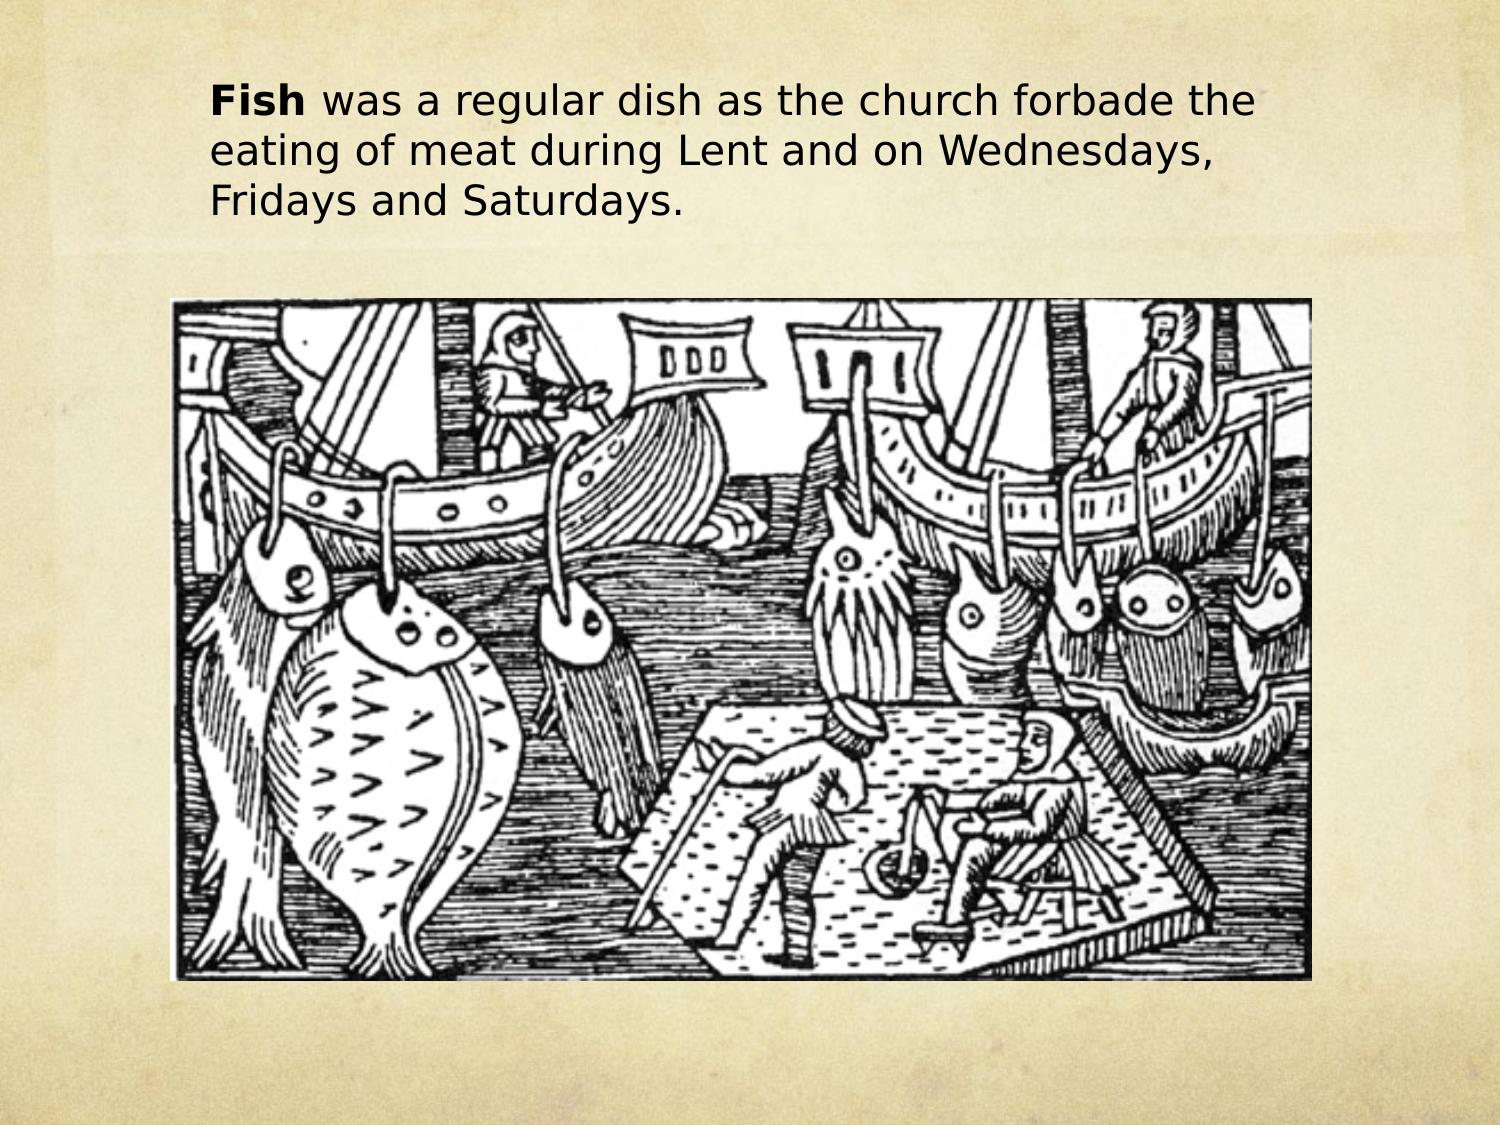 Fish was a regular dish as the church forbade the
eating of meat during Lent and on Wednesdays,
Fridays and Saturdays.